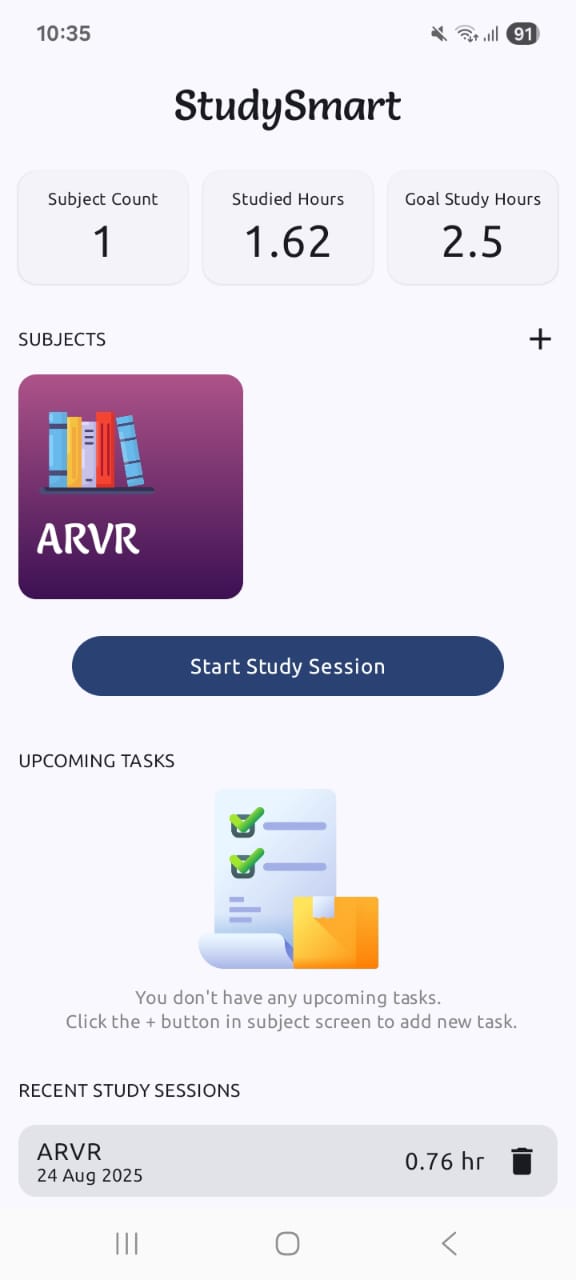 10:35
91
StudySmart
Subject Count
1
Studied Hours
1.62
Goal Study Hours
2.5
SUBJECTS
ARVR
Start Study Session
UPCOMING TASKS
You don't have any upcoming tasks.
Click the + button in subject screen to add new task.
RECENT STUDY SESSIONS
ARVR
24 Aug 2025
0.76 hr